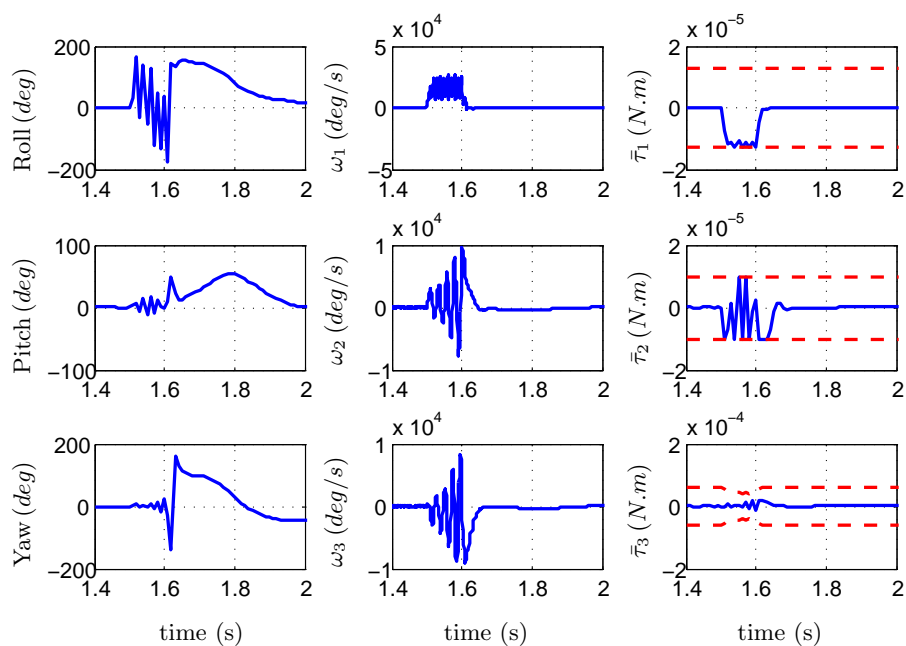 x 10^4
x 10^-5
200
0
−200
Roll (deg)
1.4 1.6 1.8 2
5
0
−5
ω_1 (deg/s)
1.4 1.6 1.8 2
2
0
−2
τ̄_1 (N.m)
1.4 1.6 1.8 2
x 10^4
x 10^-5
100
0
−100
Pitch (deg)
1.4 1.6 1.8 2
1
0
−1
ω_2 (deg/s)
1.4 1.6 1.8 2
2
0
−2
τ̄_2 (N.m)
1.4 1.6 1.8 2
x 10^4
x 10^-4
200
0
−200
Yaw (deg)
1.4 1.6 1.8 2
1
0
−1
ω_3 (deg/s)
1.4 1.6 1.8 2
2
0
−2
τ̄_3 (N.m)
1.4 1.6 1.8 2
time (s)
time (s)
time (s)